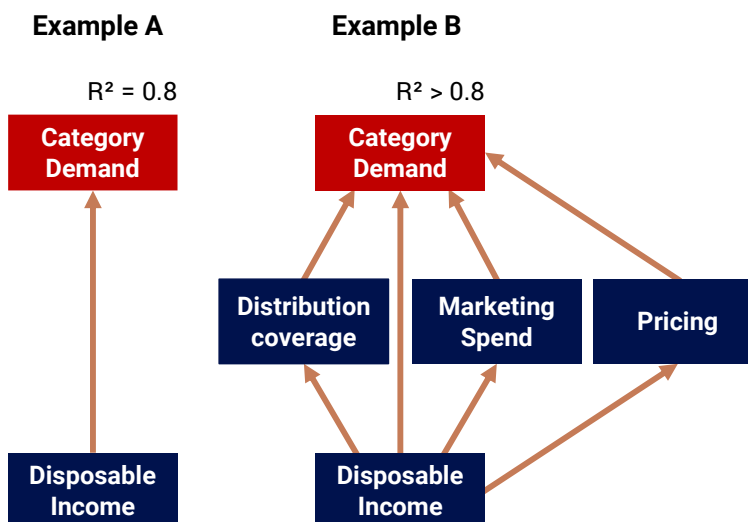 Example A
Example B
R² = 0.8
R² > 0.8
Category
Demand
Category
Demand
Distribution
coverage
Marketing
Spend
Pricing
Disposable
Income
Disposable
Income